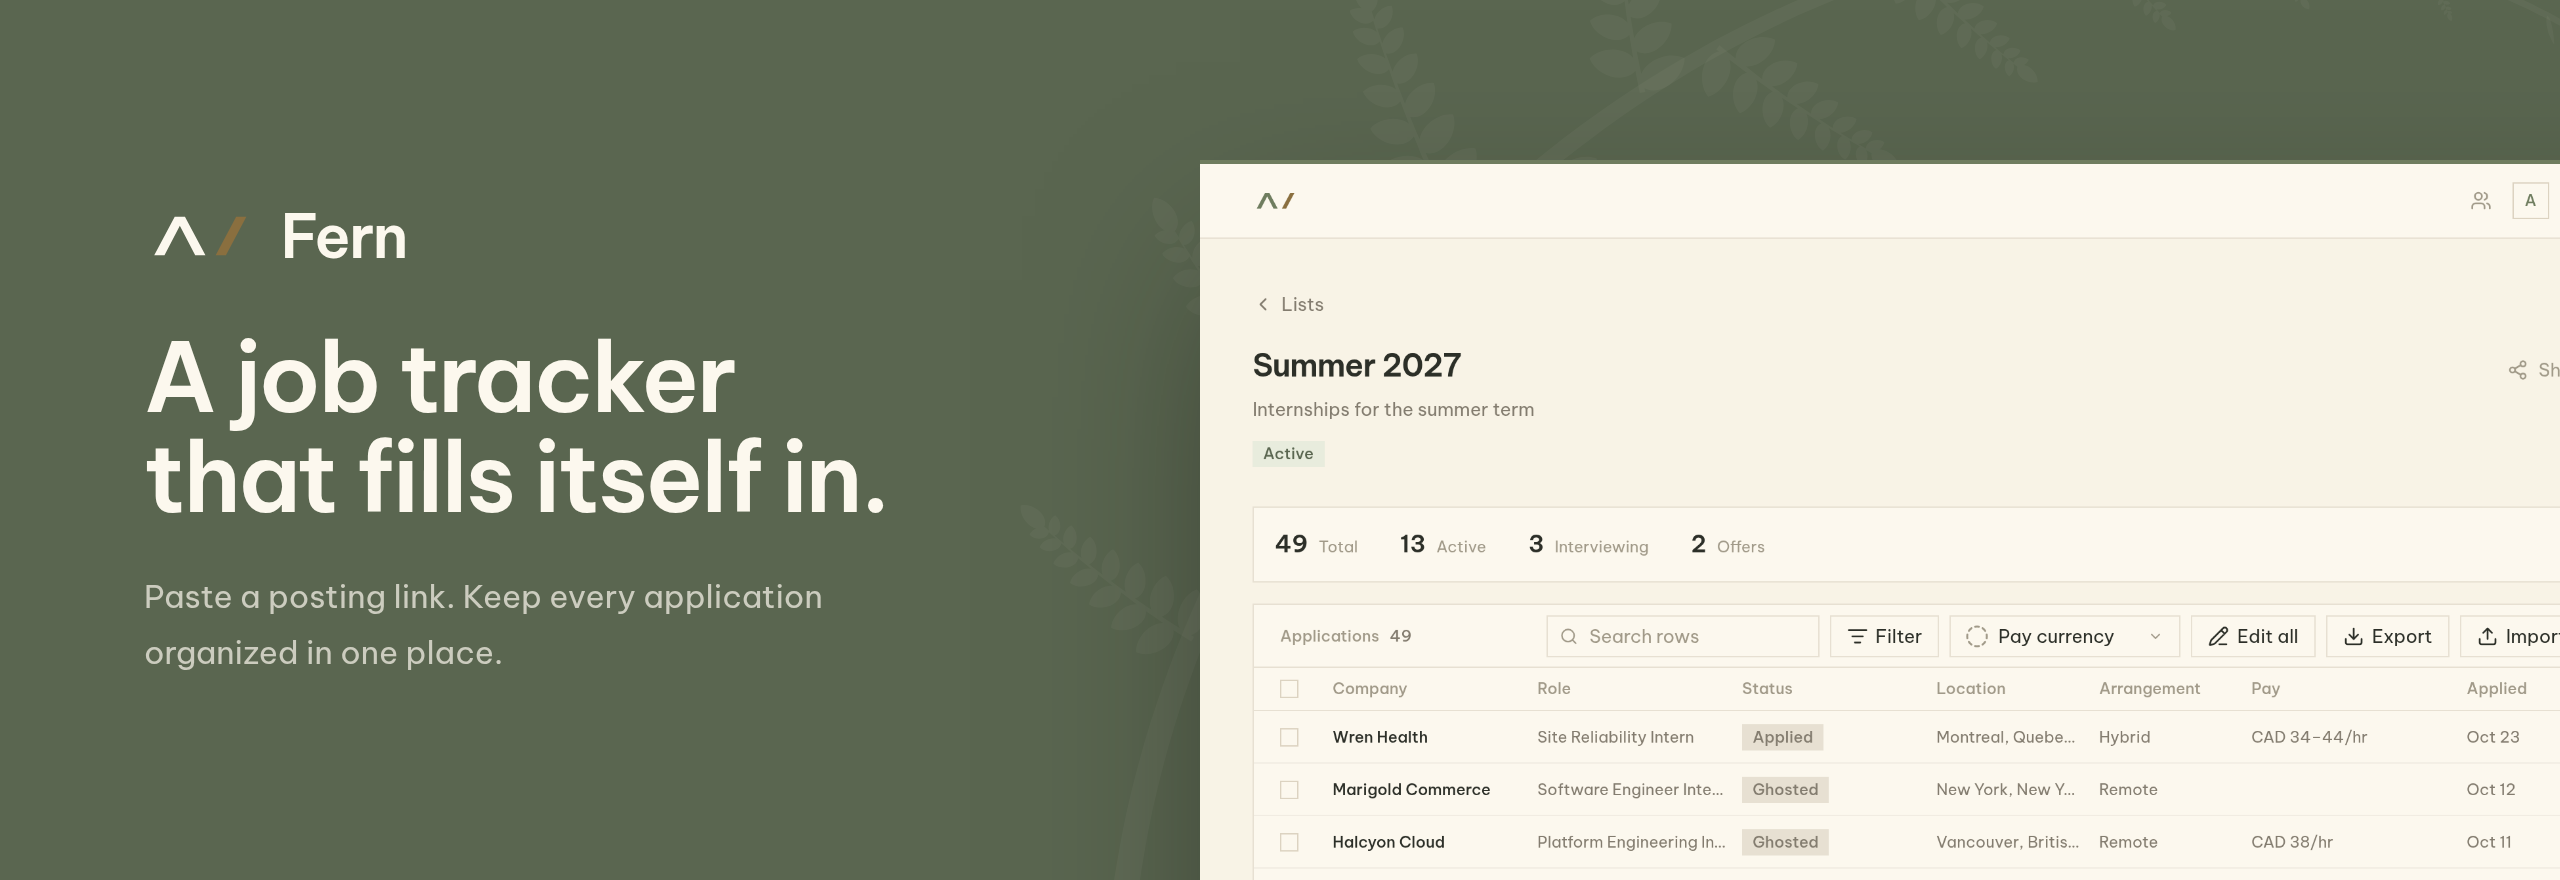 Fern
A job tracker
that fills itself in.
Paste a posting link. Keep every application
organized in one place.
A
Lists
Summer 2027
Sh
Internships for the summer term
Active
49 Total 13 Active 3 Interviewing 2 Offers
Applications 49 Search rows Filter Pay currency Edit all Export Import
Company Role Status Location Arrangement Pay Applied
Wren Health Site Reliability Intern Applied Montreal, Quebe... Hybrid CAD 34–44/hr Oct 23
Marigold Commerce Software Engineer Inte... Ghosted New York, New Y... Remote Oct 12
Halcyon Cloud Platform Engineering In... Ghosted Vancouver, Britis... Remote CAD 38/hr Oct 11